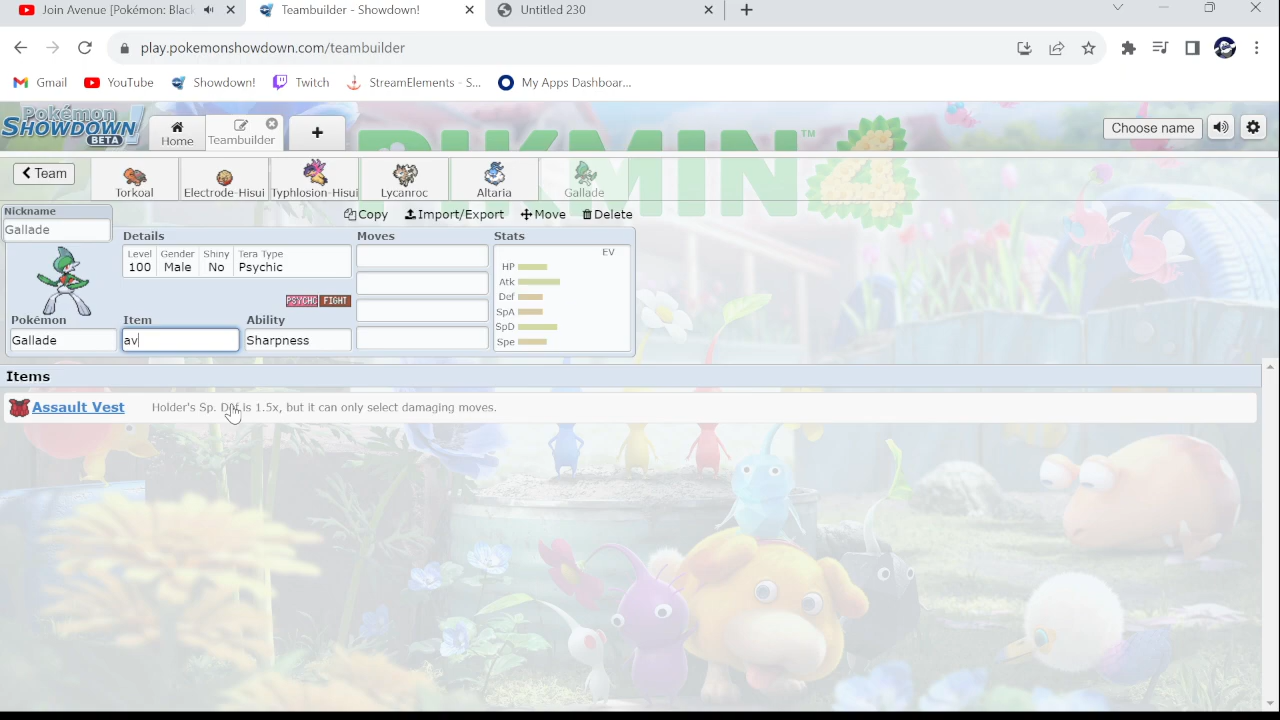 Join Avenue [Pokémon: Blac
Teambuilder - Showdown!
Untitled 230
play.pokemonshowdown.com/teambuilder
Gmail YouTube Showdown! Twitch StreamElements - S... My Apps Dashboar...
Pokémon SHOWDOWN! BETA
Home
Teambuilder
Choose name
PIKMIN 4 ™
Team
Torkoal Electrode-Hisui Typhlosion-Hisui Lycanroc Altaria Gallade
Nickname
Gallade
Copy Import/Export Move Delete
Details Moves Stats
Level Gender Shiny Tera Type
100 Male No Psychic
EV
HP
Atk
Def
SpA
SpD
Spe
PSYCHC FIGHT
Pokémon Item Ability
Gallade av Sharpness
Items
Assault Vest Holder's Sp. Def is 1.5x, but it can only select damaging moves.